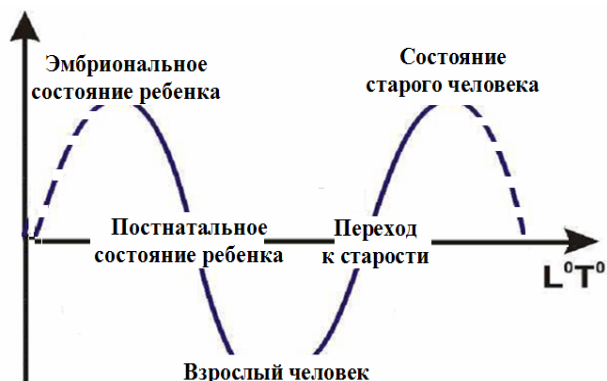 Эмбриональное
состояние ребенка
Состояние
старого человека
Постнатальное
состояние ребенка
Переход
к старости
L⁰T⁰
Взрослый человек